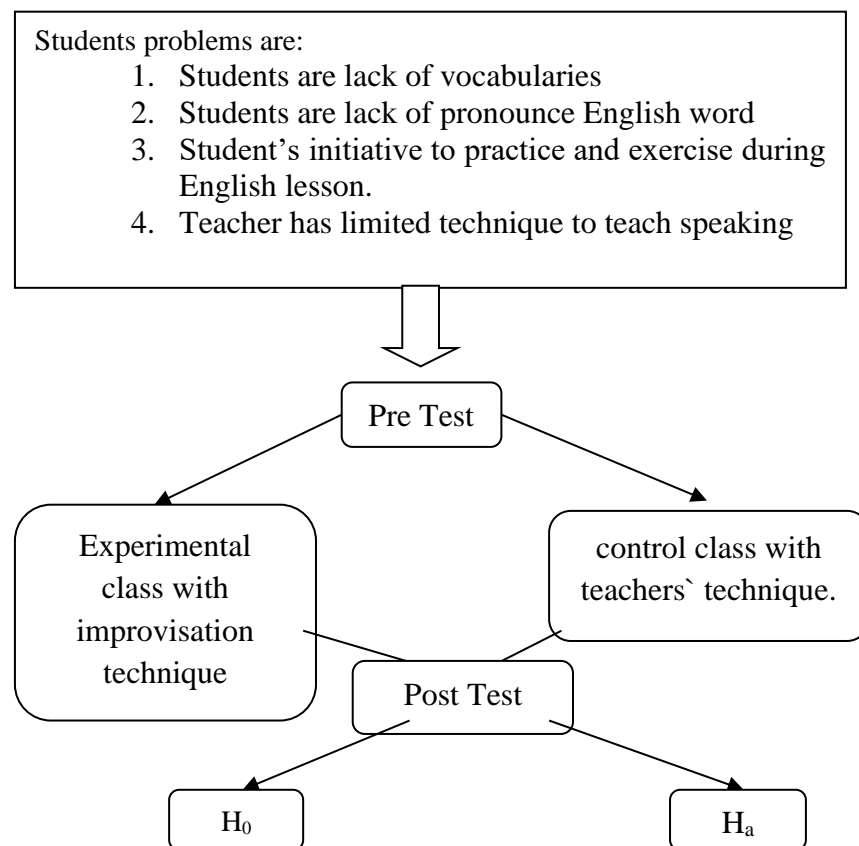 Students problems are:
1. Students are lack of vocabularies
2. Students are lack of pronounce English word
3. Student’s initiative to practice and exercise during
English lesson.
4. Teacher has limited technique to teach speaking
Pre Test
Experimental
class with
improvisation
technique
control class with
teachers` technique.
Post Test
H₀
Hₐ